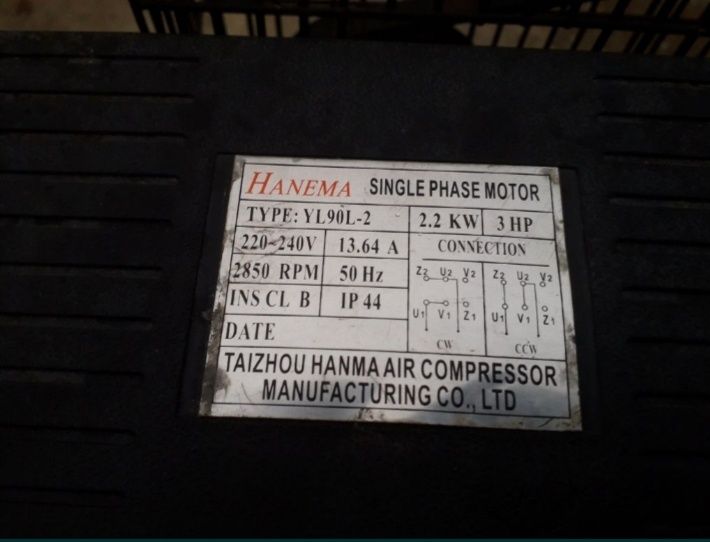 HANEMA SINGLE PHASE MOTOR
TYPE: YL90L-2 2.2 KW 3 HP
220~240V 13.64 A CONNECTION
2850 RPM 50 Hz
INS CL B IP 44
Z2 U2 V2 Z2 U2 V2
U1 V1 Z1 U1 V1 Z1
CW CCW
DATE
TAIZHOU HANMA AIR COMPRESSOR
MANUFACTURING CO., LTD